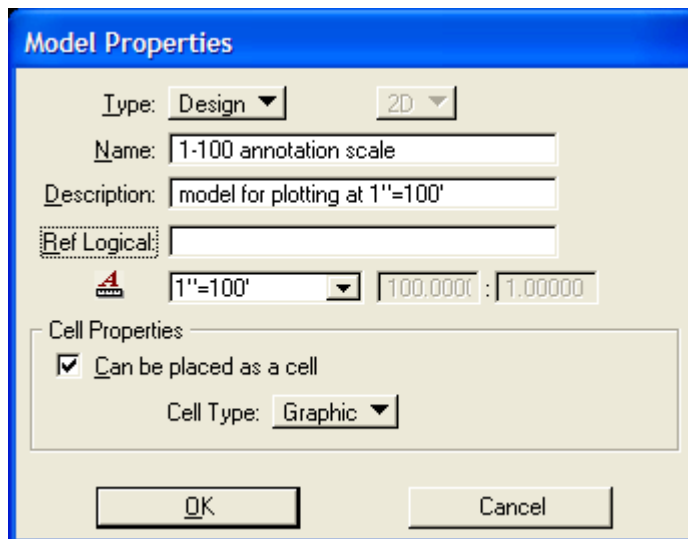 Model Properties
Type: Design 2D
Name: 1-100 annotation scale
Description: model for plotting at 1"=100'
Ref Logical:
A 1"=100' 100.000( : 1.00000
Cell Properties
Can be placed as a cell
Cell Type: Graphic
OK Cancel